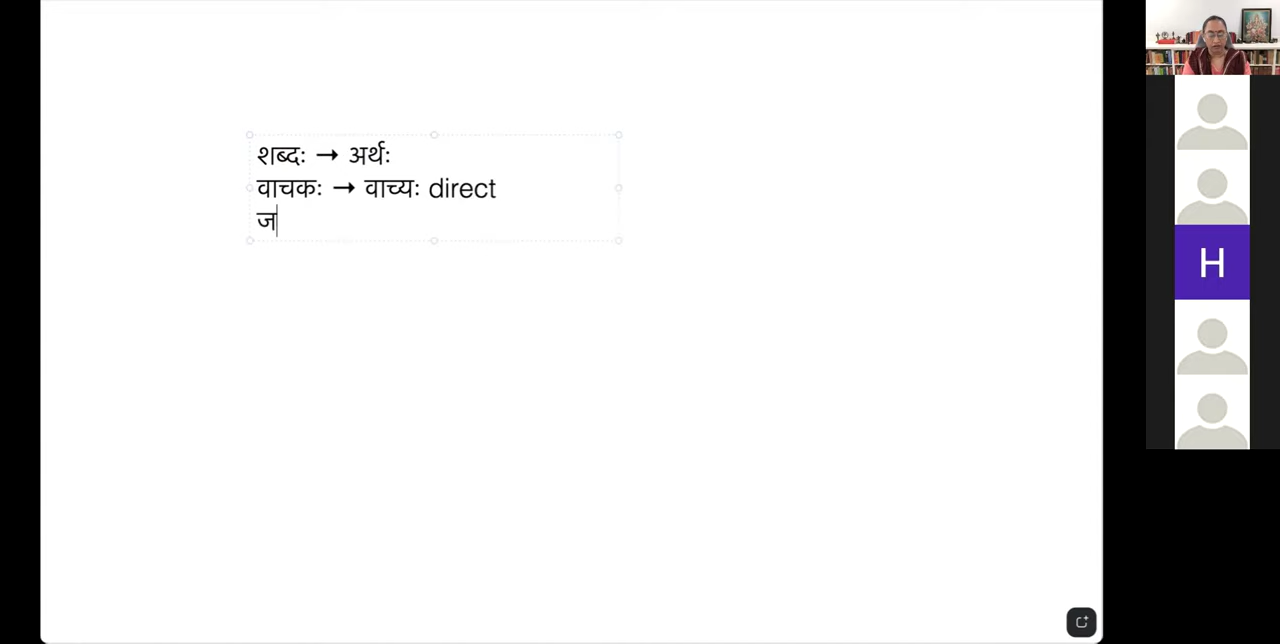 शब्दः → अर्थः
वाचकः → वाच्यः direct
ज
H